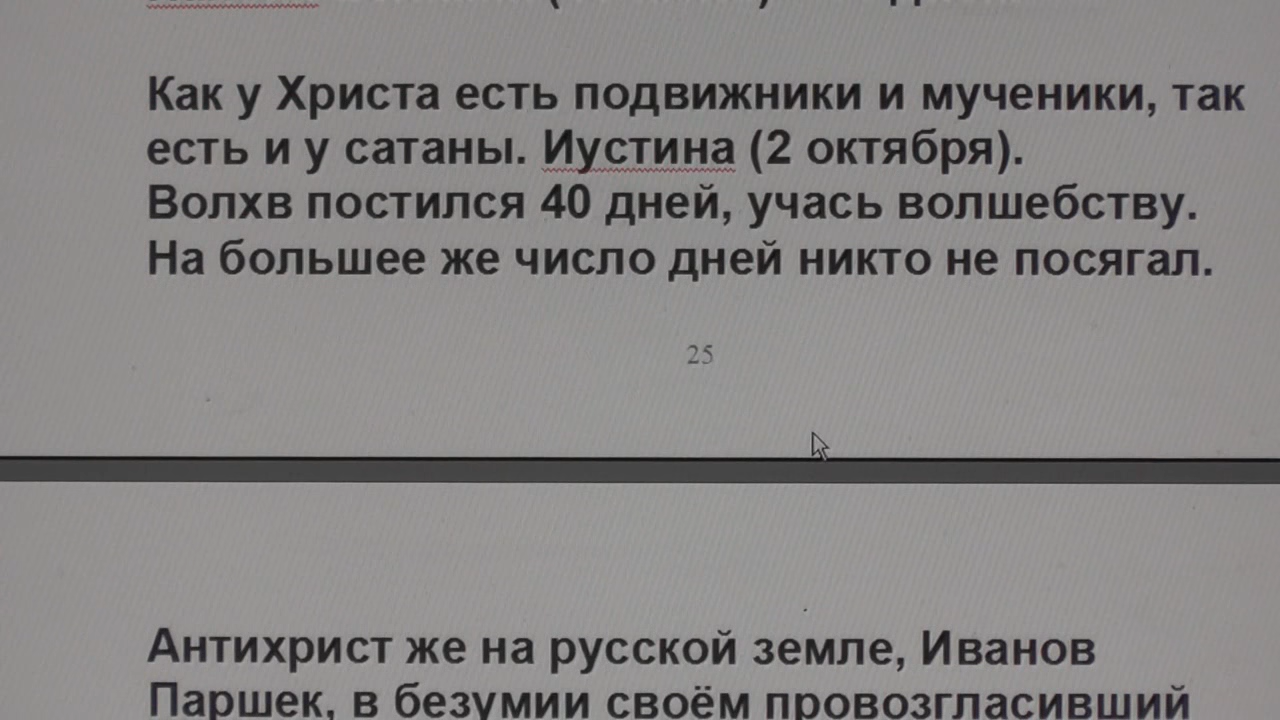 Как у Христа есть подвижники и мученики, так
есть и у сатаны. Иустина (2 октября).
Волхв постился 40 дней, учась волшебству.
На большее же число дней никто не посягал.
25
Антихрист же на русской земле, Иванов
Паршек, в безумии своём провозгласивший